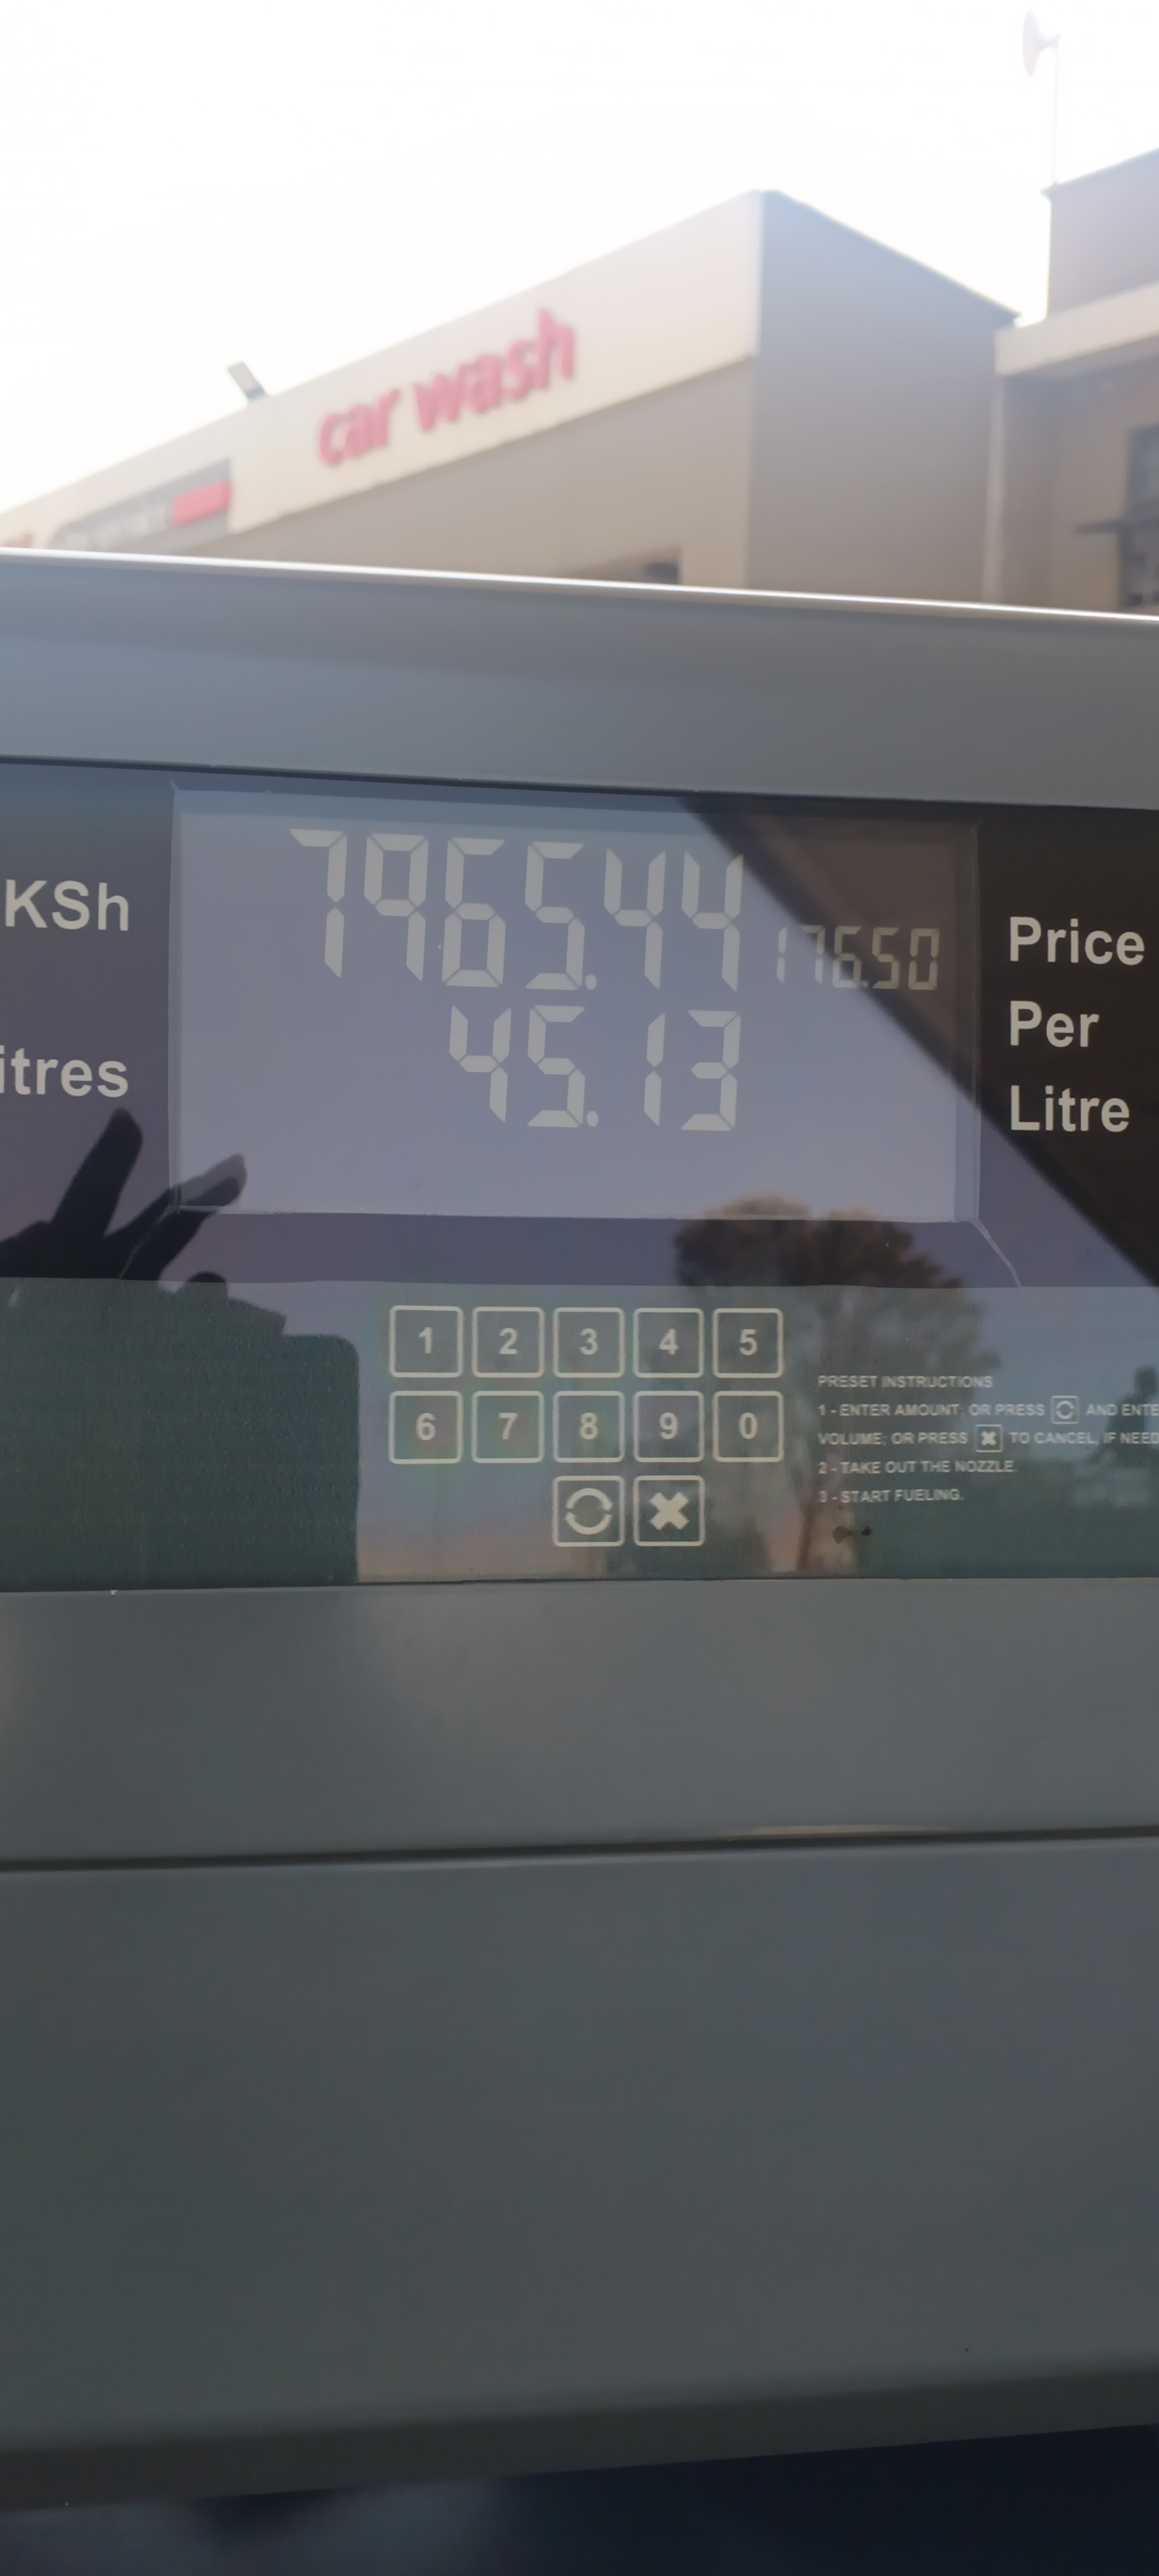 car wash
KSh
7965.44
176.50
Price
Per
Litre
itres
45.13
1 2 3 4 5
6 7 8 9 0
PRESET INSTRUCTIONS
1 - ENTER AMOUNT; OR PRESS AND ENTE
VOLUME; OR PRESS TO CANCEL, IF NEED
2 - TAKE OUT THE NOZZLE.
3 - START FUELING.